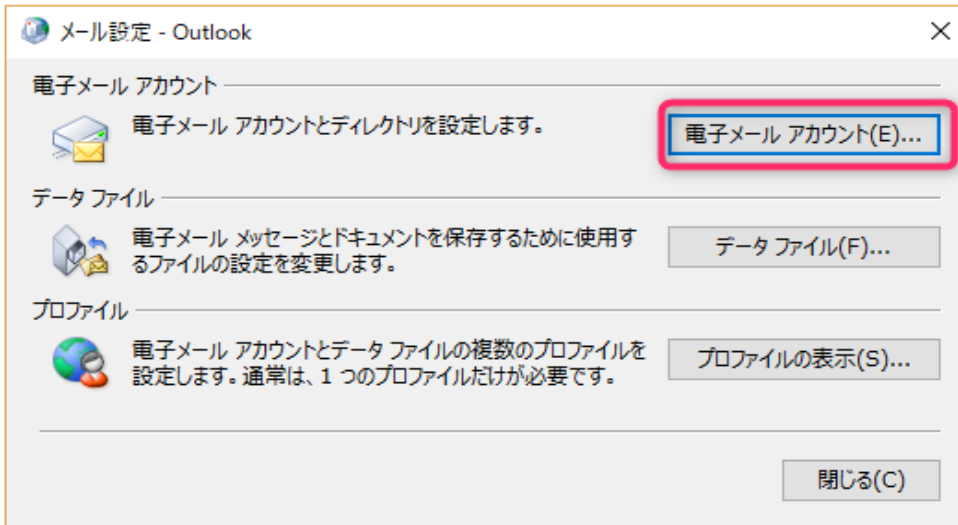 メール設定 - Outlook
電子メール アカウント
電子メール アカウントとディレクトリを設定します。
電子メール アカウント(E)...
データ ファイル
電子メール メッセージとドキュメントを保存するために使用す
るファイルの設定を変更します。
データ ファイル(F)...
プロファイル
電子メール アカウントとデータ ファイルの複数のプロファイルを
設定します。通常は、1 つのプロファイルだけが必要です。
プロファイルの表示(S)...
閉じる(C)